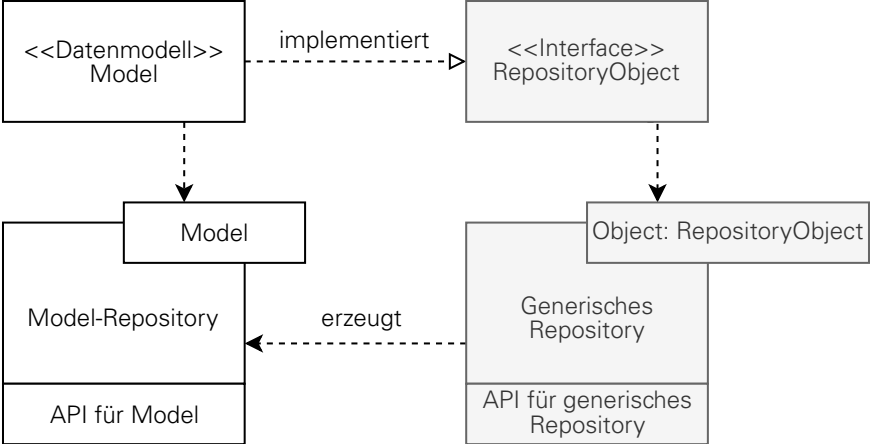 <<Datenmodell>>
Model
implementiert
<<Interface>>
RepositoryObject
Model
Object: RepositoryObject
Model-Repository
erzeugt
Generisches
Repository
API für Model
API für generisches
Repository